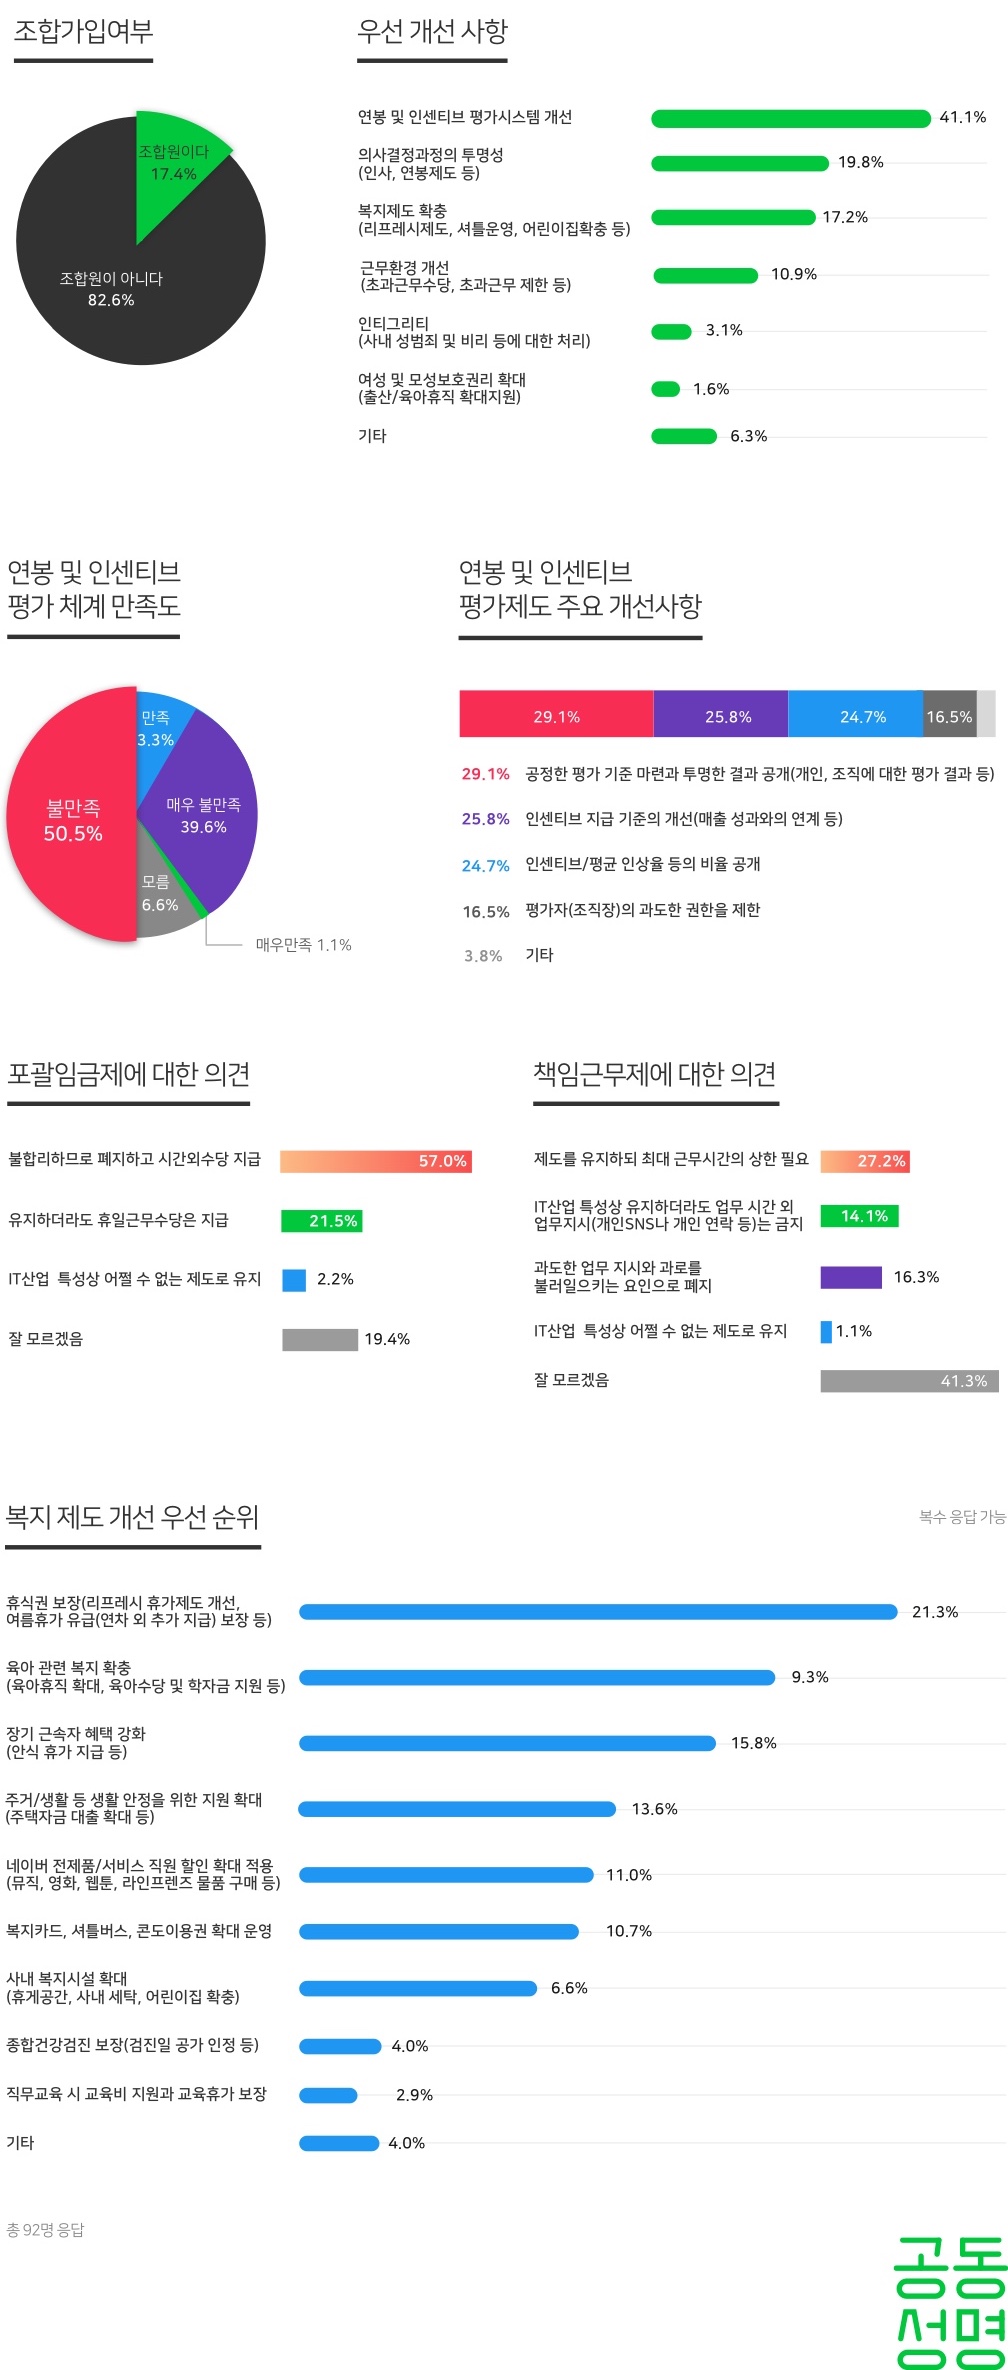 조합가입여부
조합원이다
17.4%
조합원이 아니다
82.6%
우선 개선 사항
연봉 및 인센티브 평가시스템 개선
41.1%
의사결정과정의 투명성
(인사, 연봉제도 등)
19.8%
복지제도 확충
(리프레시제도, 셔틀운영, 어린이집확충 등)
17.2%
근무환경 개선
(초과근무수당, 초과근무 제한 등)
10.9%
인티그리티
(사내 성범죄 및 비리 등에 대한 처리)
3.1%
여성 및 모성보호권리 확대
(출산/육아휴직 확대지원)
1.6%
기타
6.3%
연봉 및 인센티브
평가 체계 만족도
만족
3.3%
매우 불만족
39.6%
불만족
50.5%
모름
6.6%
매우만족 1.1%
연봉 및 인센티브
평가제도 주요 개선사항
29.1% 25.8% 24.7% 16.5%
29.1% 공정한 평가 기준 마련과 투명한 결과 공개(개인, 조직에 대한 평가 결과 등)
25.8% 인센티브 지급 기준의 개선(매출 성과와의 연계 등)
24.7% 인센티브/평균 인상율 등의 비율 공개
16.5% 평가자(조직장)의 과도한 권한을 제한
3.8% 기타
포괄임금제에 대한 의견
불합리하므로 폐지하고 시간외수당 지급 57.0%
유지하더라도 휴일근무수당은 지급 21.5%
IT산업 특성상 어쩔 수 없는 제도로 유지 2.2%
잘 모르겠음 19.4%
책임근무제에 대한 의견
제도를 유지하되 최대 근무시간의 상한 필요 27.2%
IT산업 특성상 유지하더라도 업무 시간 외
업무지시(개인SNS나 개인 연락 등)는 금지
14.1%
과도한 업무 지시와 과로를
불러일으키는 요인으로 폐지
16.3%
IT산업 특성상 어쩔 수 없는 제도로 유지 1.1%
잘 모르겠음 41.3%
복지 제도 개선 우선 순위
복수 응답 가능
휴식권 보장(리프레시 휴가제도 개선,
여름휴가 유급(연차 외 추가 지급) 보장 등)
21.3%
육아 관련 복지 확충
(육아휴직 확대, 육아수당 및 학자금 지원 등)
9.3%
장기 근속자 혜택 강화
(안식 휴가 지급 등)
15.8%
주거/생활 등 생활 안정을 위한 지원 확대
(주택자금 대출 확대 등)
13.6%
네이버 전제품/서비스 직원 할인 확대 적용
(뮤직, 영화, 웹툰, 라인프렌즈 물품 구매 등)
11.0%
복지카드, 셔틀버스, 콘도이용권 확대 운영 10.7%
사내 복지시설 확대
(휴게공간, 사내 세탁, 어린이집 확충)
6.6%
종합건강검진 보장(검진일 공가 인정 등) 4.0%
직무교육 시 교육비 지원과 교육휴가 보장 2.9%
기타 4.0%
총 92명 응답
공동
성명